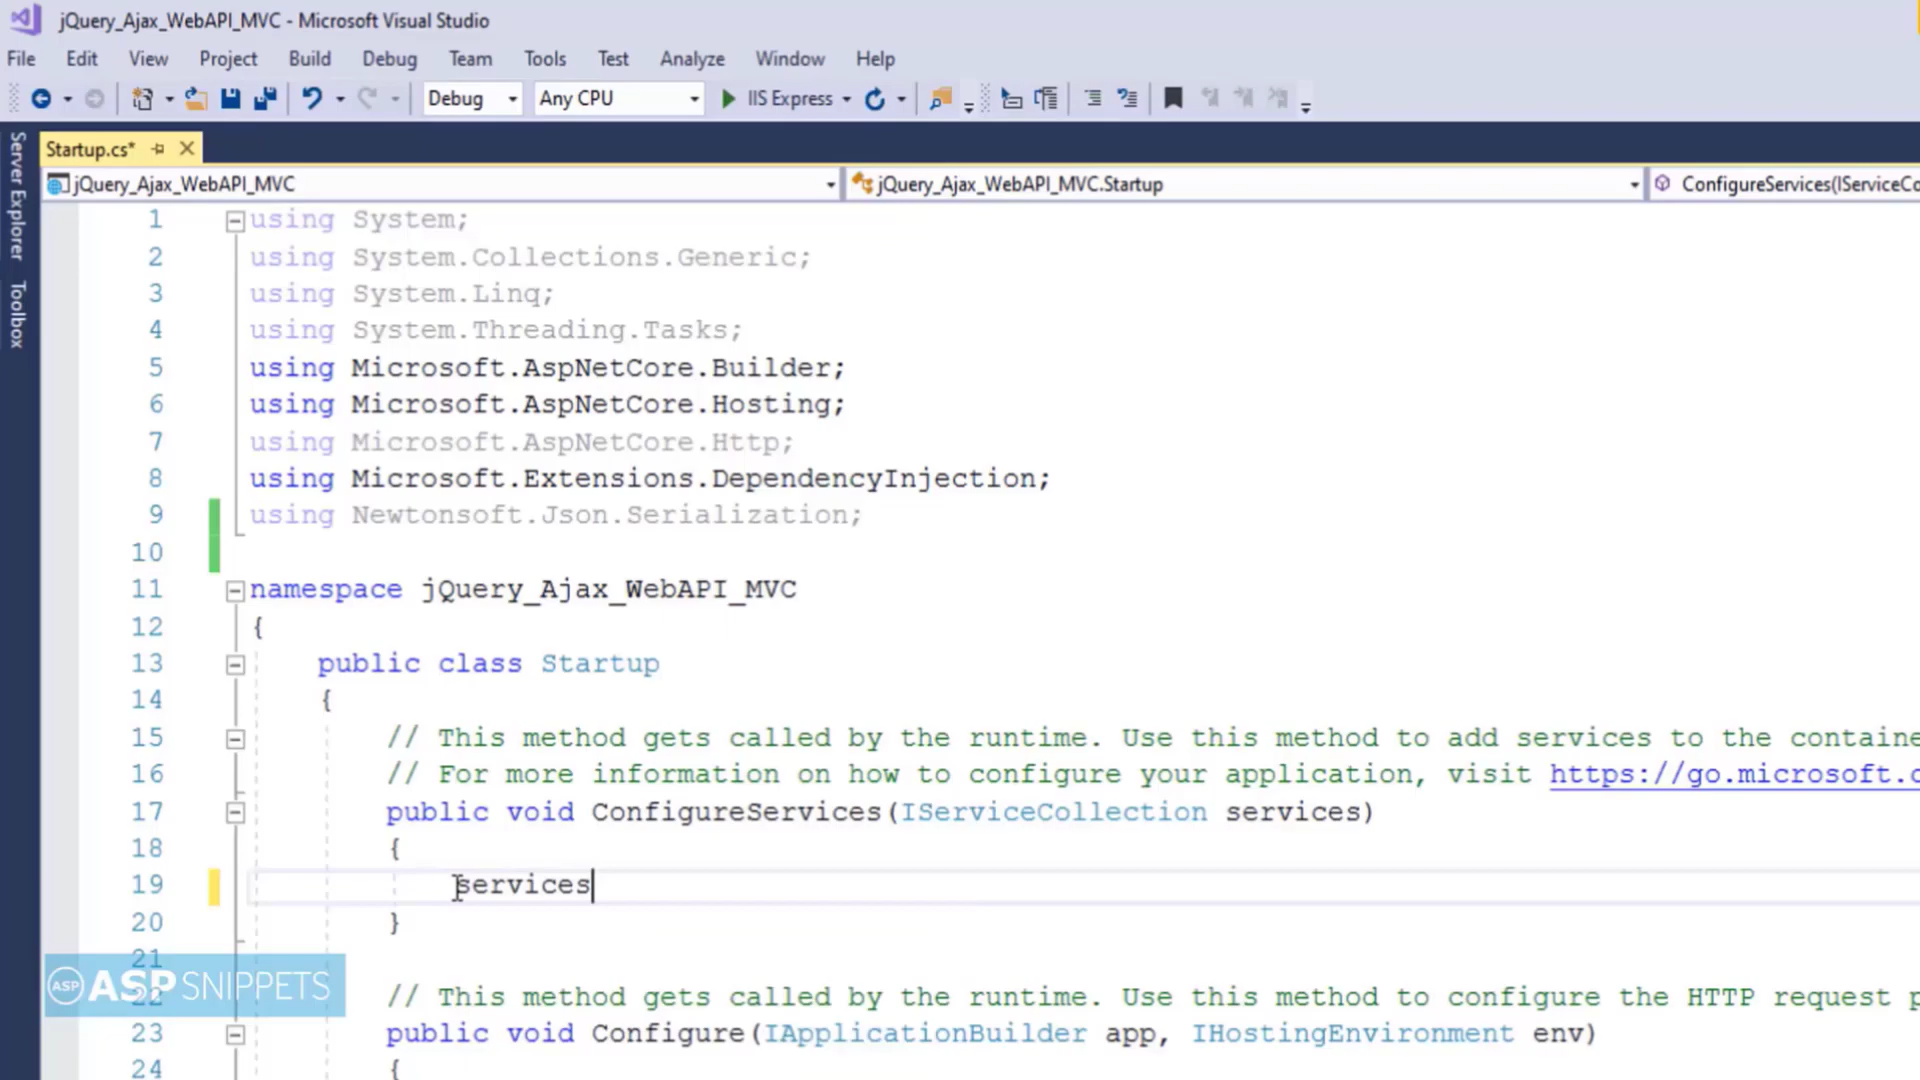 jQuery_Ajax_WebAPI_MVC - Microsoft Visual Studio
File Edit View Project Build Debug Team Tools Test Analyze Window Help
Debug Any CPU IIS Express
Server Explorer
Toolbox
Startup.cs*
jQuery_Ajax_WebAPI_MVC jQuery_Ajax_WebAPI_MVC.Startup ConfigureServices(IServiceCo
1 using System;
2 using System.Collections.Generic;
3 using System.Linq;
4 using System.Threading.Tasks;
5 using Microsoft.AspNetCore.Builder;
6 using Microsoft.AspNetCore.Hosting;
7 using Microsoft.AspNetCore.Http;
8 using Microsoft.Extensions.DependencyInjection;
9 using Newtonsoft.Json.Serialization;
10
11 namespace jQuery_Ajax_WebAPI_MVC
12 {
13 public class Startup
14 {
15 // This method gets called by the runtime. Use this method to add services to the containe
16 // For more information on how to configure your application, visit https://go.microsoft.c
17 public void ConfigureServices(IServiceCollection services)
18 {
19 services
20 }
21
ASP ASPSNIPPETS
22 // This method gets called by the runtime. Use this method to configure the HTTP request p
23 public void Configure(IApplicationBuilder app, IHostingEnvironment env)
24 {